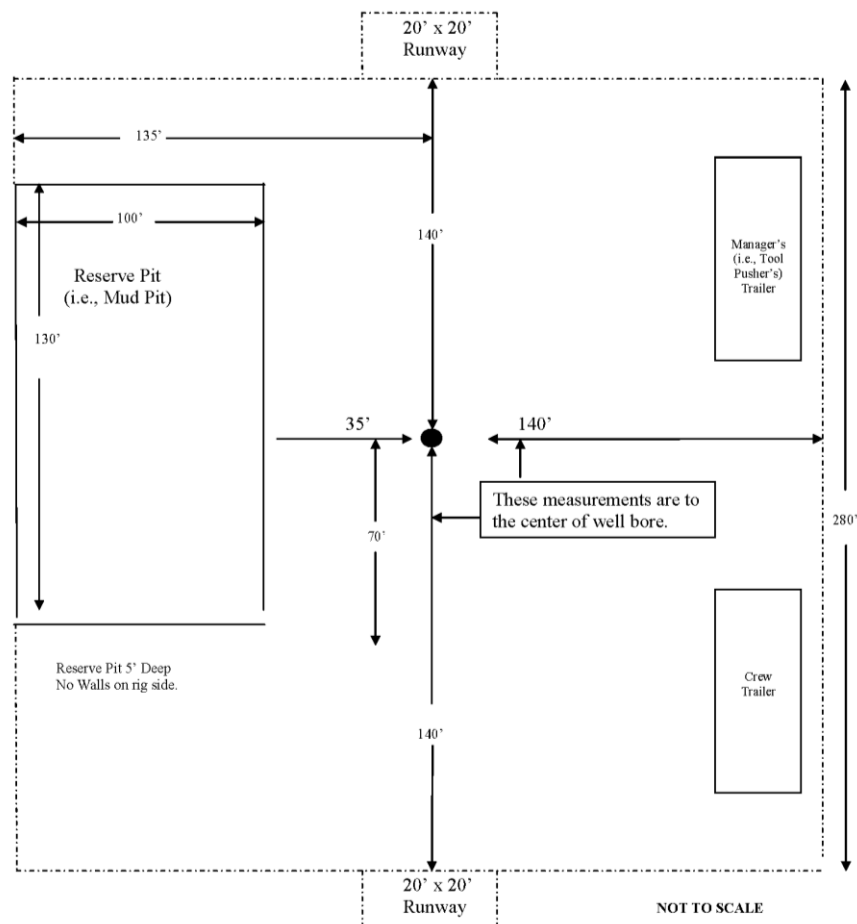 20’ x 20’
Runway
135’
100’
140’
Manager’s
(i.e., Tool
Pusher’s)
Trailer
Reserve Pit
(i.e., Mud Pit)
130’
35’
140’
These measurements are to
the center of well bore.
280’
70’
Reserve Pit 5’ Deep
No Walls on rig side.
Crew
Trailer
140’
20’ x 20’
Runway
NOT TO SCALE